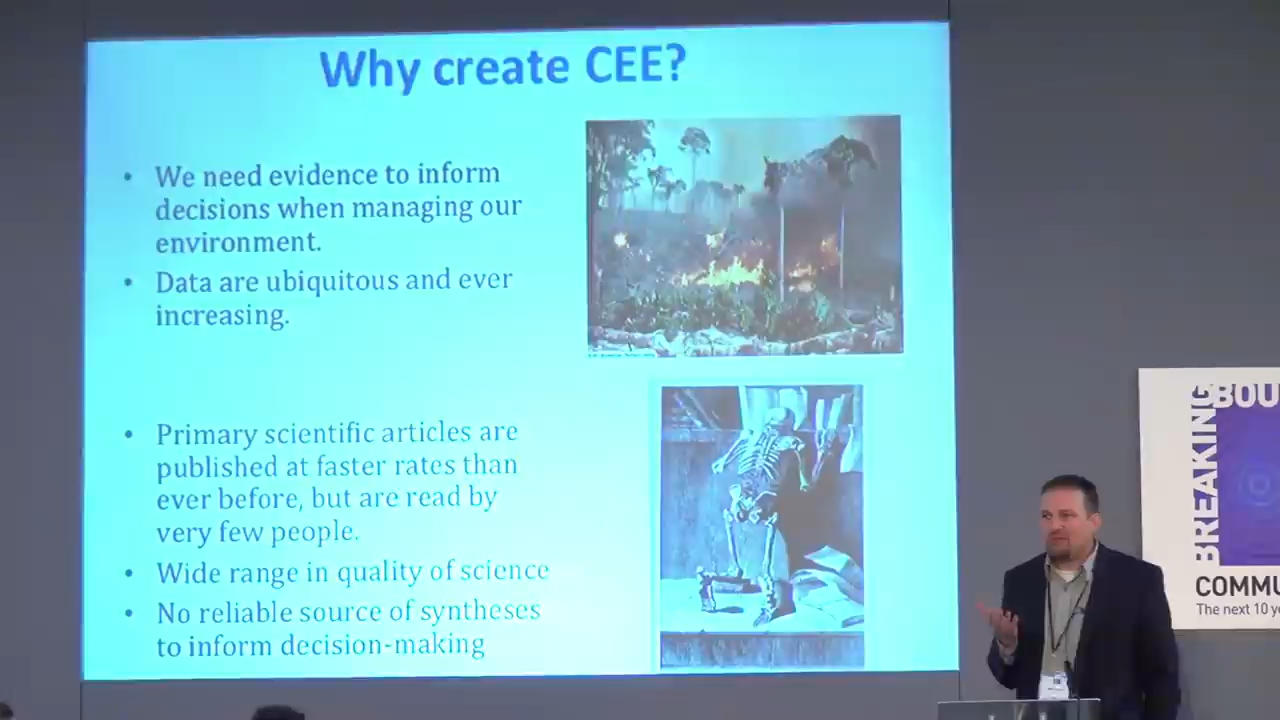 Why create CEE?
• We need evidence to inform
decisions when managing our
environment.
• Data are ubiquitous and ever
increasing.
• Primary scientific articles are
published at faster rates than
ever before, but are read by
very few people.
• Wide range in quality of science
• No reliable source of syntheses
to inform decision-making
BREAKING
BOU
COMMU
The next 10 y